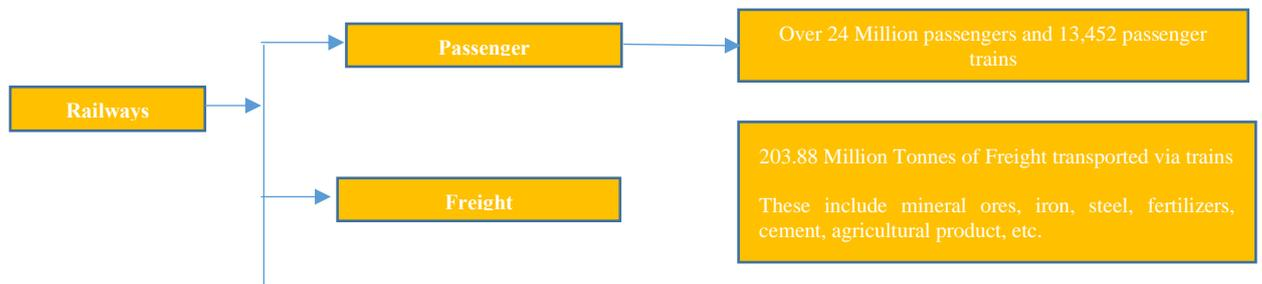 Passenger
Over 24 Million passengers and 13,452 passenger
trains
Railways
203.88 Million Tonnes of Freight transported via trains
These include mineral ores, iron, steel, fertilizers,
cement, agricultural product, etc.
Freight